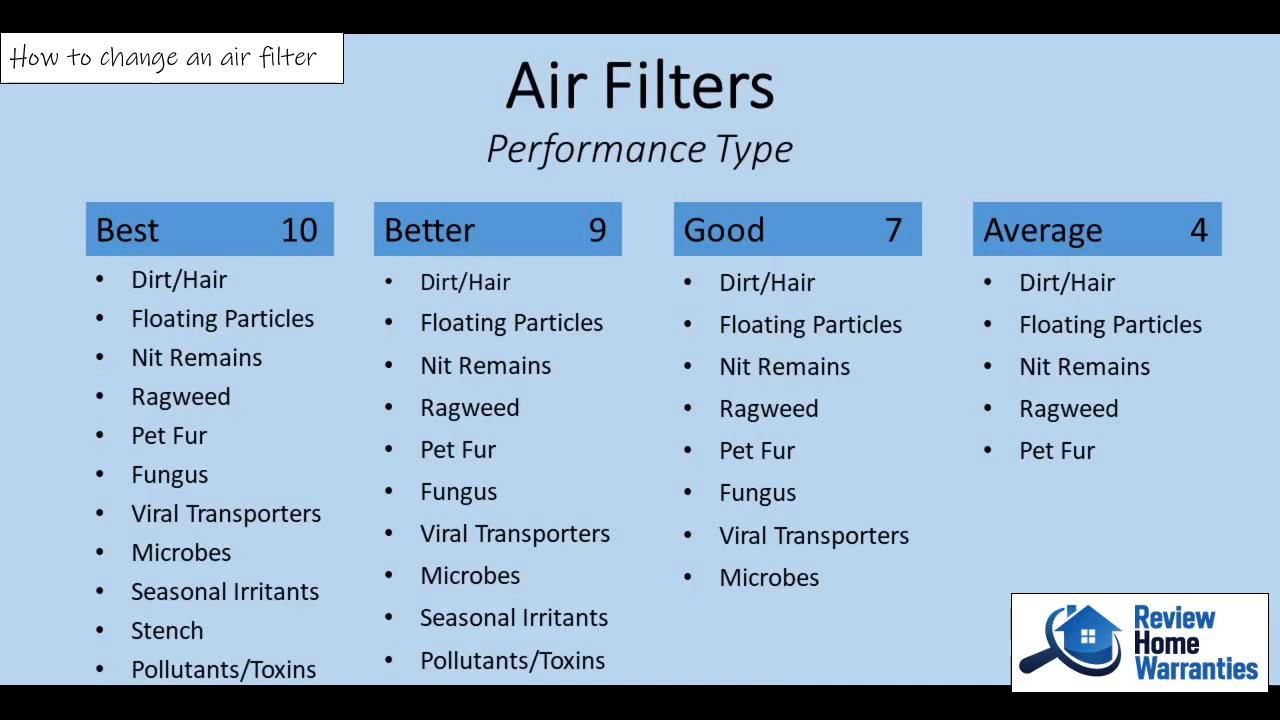 How to change an air filter
Air Filters
Performance Type
Best 10
Dirt/Hair
Floating Particles
Nit Remains
Ragweed
Pet Fur
Fungus
Viral Transporters
Microbes
Seasonal Irritants
Stench
Pollutants/Toxins
Better 9
Dirt/Hair
Floating Particles
Nit Remains
Ragweed
Pet Fur
Fungus
Viral Transporters
Microbes
Seasonal Irritants
Pollutants/Toxins
Good 7
Dirt/Hair
Floating Particles
Nit Remains
Ragweed
Pet Fur
Fungus
Viral Transporters
Microbes
Average 4
Dirt/Hair
Floating Particles
Nit Remains
Ragweed
Pet Fur
Review
Home
Warranties